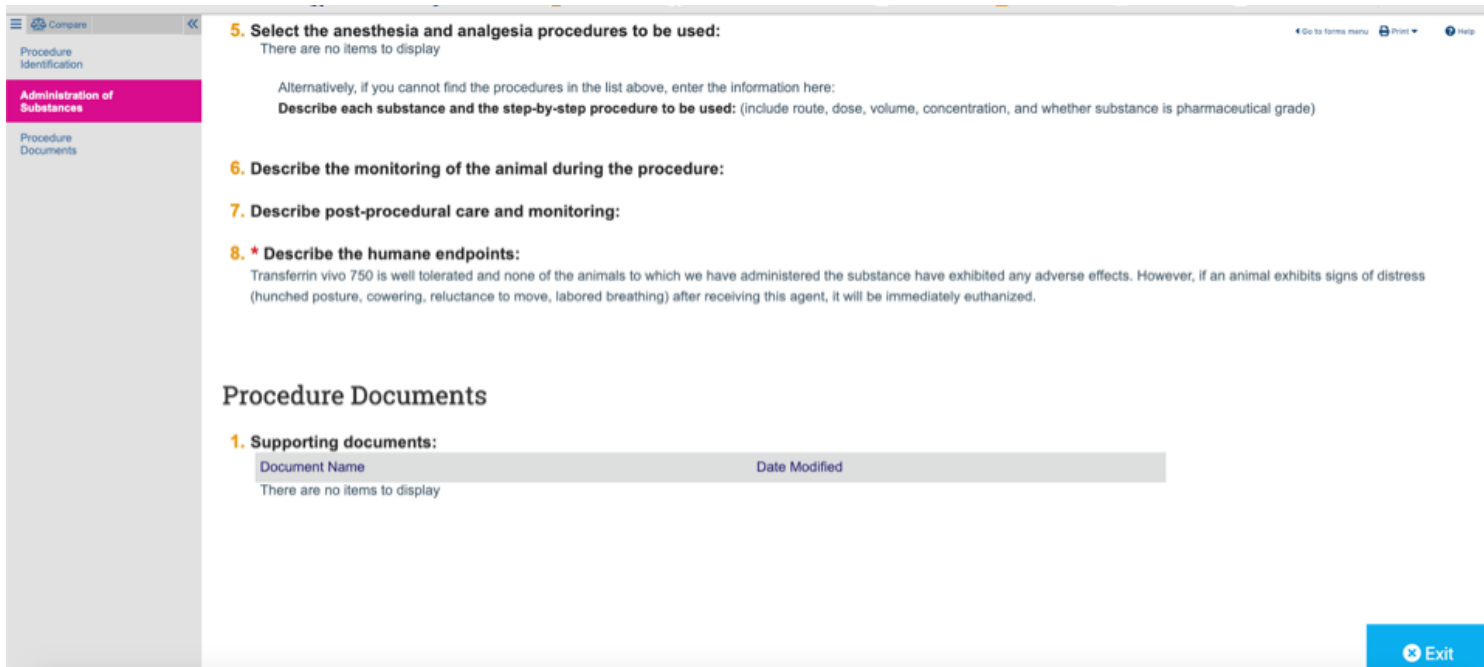 Compare
Procedure
Identification
Administration of
Substances
Procedure
Documents
Go to forms menu Print Help
5. Select the anesthesia and analgesia procedures to be used:
There are no items to display
Alternatively, if you cannot find the procedures in the list above, enter the information here:
Describe each substance and the step-by-step procedure to be used: (include route, dose, volume, concentration, and whether substance is pharmaceutical grade)
6. Describe the monitoring of the animal during the procedure:
7. Describe post-procedural care and monitoring:
8. * Describe the humane endpoints:
Transferrin vivo 750 is well tolerated and none of the animals to which we have administered the substance have exhibited any adverse effects. However, if an animal exhibits signs of distress
(hunched posture, cowering, reluctance to move, labored breathing) after receiving this agent, it will be immediately euthanized.
Procedure Documents
1. Supporting documents:
Document Name Date Modified
There are no items to display
Exit